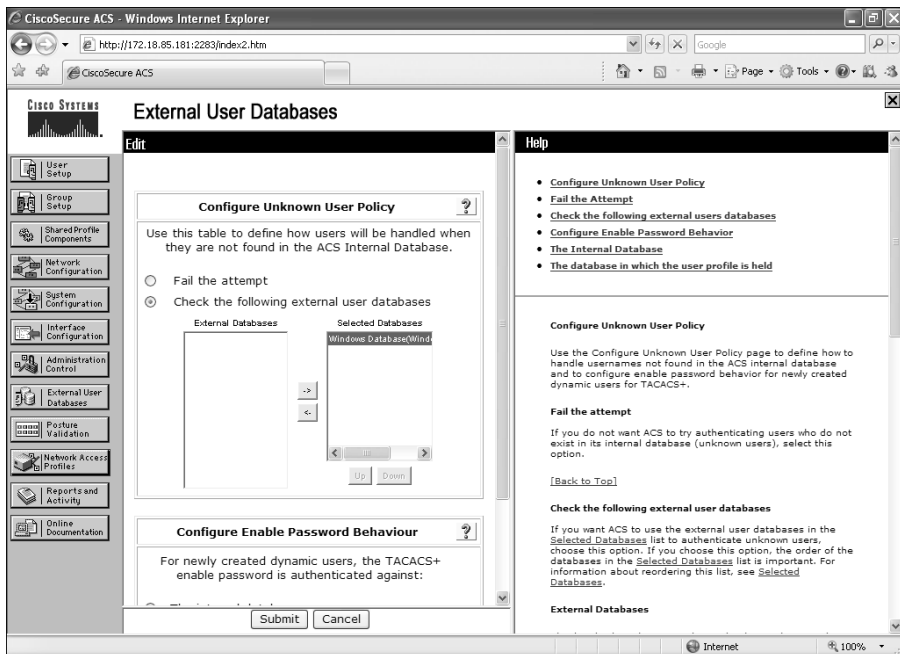 CiscoSecure ACS - Windows Internet Explorer
http://172.18.85.181:2283/index2.htm
Google
CiscoSecure ACS
Page
Tools
CISCO SYSTEMS
External User Databases
Edit
User
Setup
Group
Setup
Shared Profile
Components
Network
Configuration
System
Configuration
Interface
Configuration
Administration
Control
External User
Databases
Posture
Validation
Network Access
Profiles
Reports and
Activity
Online
Documentation
Configure Unknown User Policy
?
Use this table to define how users will be handled when
they are not found in the ACS Internal Database.
Fail the attempt
Check the following external user databases
External Databases
Selected Databases
Windows Database(Wind
->
<-
Up
Down
Configure Enable Password Behaviour
?
For newly created dynamic users, the TACACS+
enable password is authenticated against:
Submit
Cancel
Help
Configure Unknown User Policy
Fail the Attempt
Check the following external users databases
Configure Enable Password Behavior
The Internal Database
The database in which the user profile is held
Configure Unknown User Policy
Use the Configure Unknown User Policy page to define how to
handle usernames not found in the ACS internal database
and to configure enable password behavior for newly created
dynamic users for TACACS+.
Fail the attempt
If you do not want ACS to try authenticating users who do not
exist in its internal database (unknown users), select this
option.
[Back to Top]
Check the following external user databases
If you want ACS to use the external user databases in the
Selected Databases list to authenticate unknown users,
choose this option. If you choose this option, the order of the
databases in the Selected Databases list is important. For
information about reordering this list, see Selected
Databases.
External Databases
Internet
100%